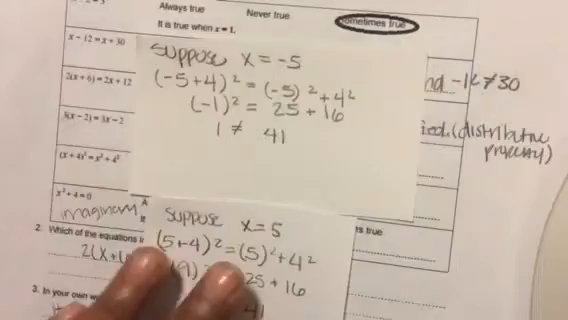 Always true Never true Sometimes true
It is true when x = 1.
x − 12 = x + 30
SUPPOSE x = -5
(-5+4)² = (-5)² + 4²
(-1)² = 25 + 16
1 ≠ 41
-12 ≠ 30
2(x + 6) = 2x + 12
(distributive
property)
3(x − 2) = 3x − 2
(x + 4)² = x² + 4²
x² + 4 = 0
imaginary
SUPPOSE x = 5
(5+4)² = (5)² + 4²
(9) 25 + 16
41
true
2. Which of the equations
3. In your own